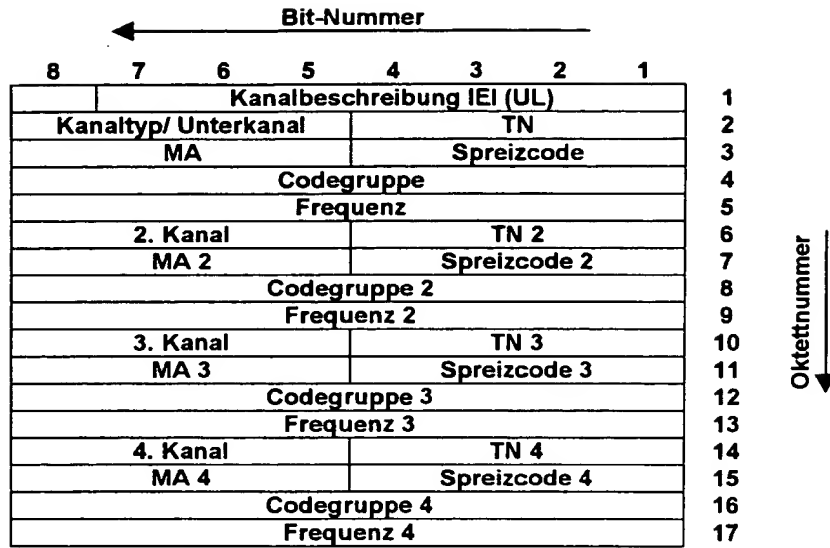 Bit-Nummer
8 7 6 5 4 3 2 1
Kanalbeschreibung IEI (UL) 1
Kanaltyp/ Unterkanal TN 2
MA Spreizcode 3
Codegruppe 4
Frequenz 5
2. Kanal TN 2 6
MA 2 Spreizcode 2 7
Codegruppe 2 8
Frequenz 2 9
3. Kanal TN 3 10
MA 3 Spreizcode 3 11
Codegruppe 3 12
Frequenz 3 13
4. Kanal TN 4 14
MA 4 Spreizcode 4 15
Codegruppe 4 16
Frequenz 4 17
Oktettnummer